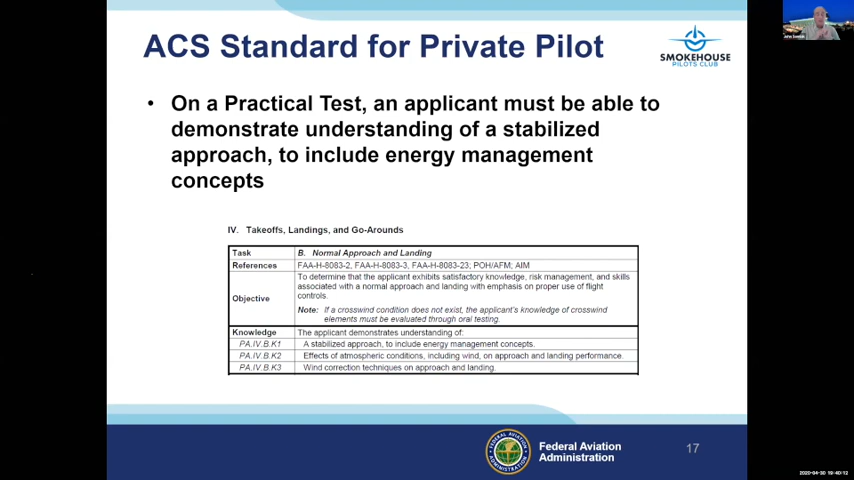 ACS Standard for Private Pilot
SMOKEHOUSE
PILOTS CLUB
• On a Practical Test, an applicant must be able to
demonstrate understanding of a stabilized
approach, to include energy management
concepts
IV. Takeoffs, Landings, and Go-Arounds
Task B. Normal Approach and Landing
References FAA-H-8083-2, FAA-H-8083-3, FAA-H-8083-23; POH/AFM; AIM
Objective
To determine that the applicant exhibits satisfactory knowledge, risk management, and skills
associated with a normal approach and landing with emphasis on proper use of flight
controls.
Note: If a crosswind condition does not exist, the applicant's knowledge of crosswind
elements must be evaluated through oral testing.
Knowledge The applicant demonstrates understanding of:
PA.IV.B.K1 A stabilized approach, to include energy management concepts.
PA.IV.B.K2 Effects of atmospheric conditions, including wind, on approach and landing performance.
PA.IV.B.K3 Wind correction techniques on approach and landing.
Federal Aviation
Administration
17
2020-04-30 19:40:12